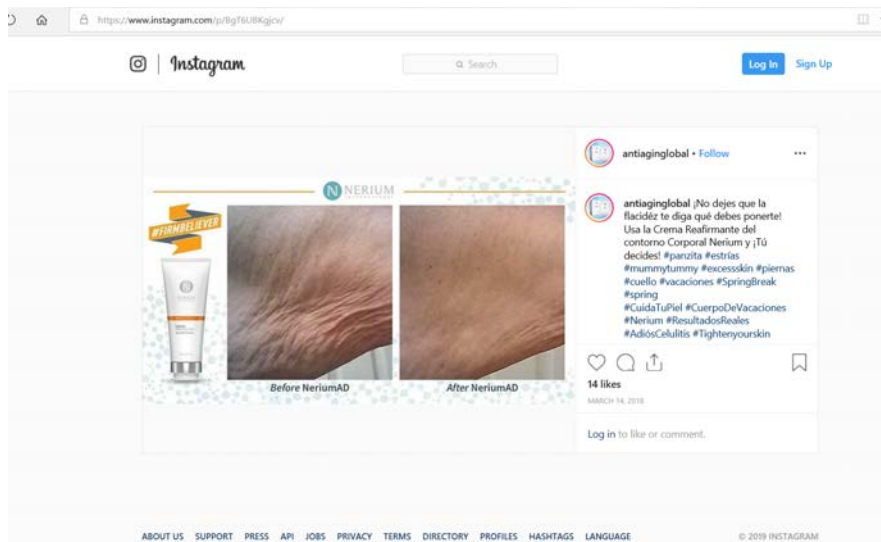 https://www.instagram.com/p/BgT6UBKgjcv/
Instagram
Search
Log In
Sign Up
antiaginglobal • Follow
NERIUM
#FIRMBELIEVER
NERIUM
Before NeriumAD
After NeriumAD
antiaginglobal ¡No dejes que la
flacidéz te diga qué debes ponerte!
Usa la Crema Reafirmante del
contorno Corporal Nerium y ¡Tú
decides! #panzita #estrías
#mummytummy #excessskin #piernas
#cuello #vacaciones #SpringBreak
#spring
#CuidaTuPiel #CuerpoDeVacaciones
#Nerium #ResultadosReales
#AdiósCelulitis #Tightenyourskin
14 likes
MARCH 14, 2018
Log in to like or comment.
ABOUT US SUPPORT PRESS API JOBS PRIVACY TERMS DIRECTORY PROFILES HASHTAGS LANGUAGE
© 2019 INSTAGRAM